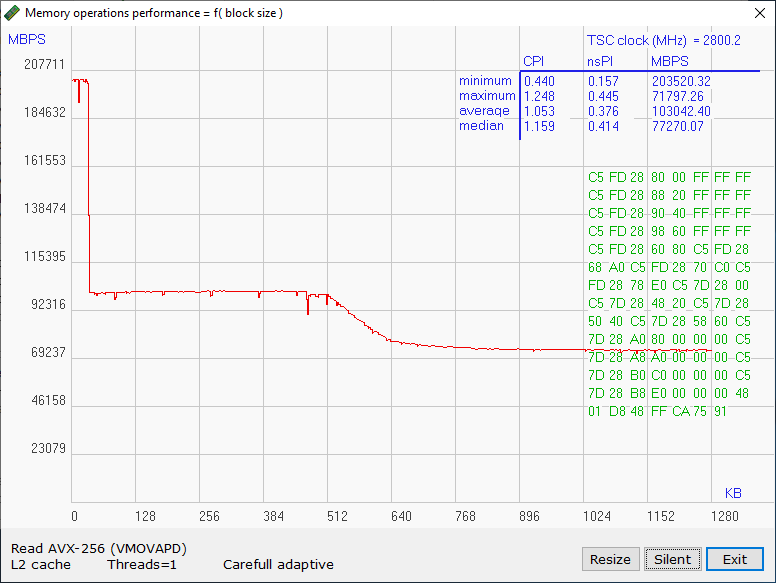 Memory operations performance = f( block size )
MBPS
TSC clock (MHz) = 2800.2
CPI nsPI MBPS
minimum 0.440 0.157 203520.32
maximum 1.248 0.445 71797.26
average 1.053 0.376 103042.40
median 1.159 0.414 77270.07
207711
184632
161553
138474
115395
92316
69237
46158
23079
C5 FD 28 80 00 FF FF FF
C5 FD 28 88 20 FF FF FF
C5 FD 28 90 40 FF FF FF
C5 FD 28 98 60 FF FF FF
C5 FD 28 60 80 C5 FD 28
68 A0 C5 FD 28 70 C0 C5
FD 28 78 E0 C5 7D 28 00
C5 7D 28 48 20 C5 7D 28
50 40 C5 7D 28 58 60 C5
7D 28 A0 80 00 00 00 C5
7D 28 A8 A0 00 00 00 C5
7D 28 B0 C0 00 00 00 C5
7D 28 B8 E0 00 00 00 48
01 D8 48 FF CA 75 91
KB
0 128 256 384 512 640 768 896 1024 1152 1280
Read AVX-256 (VMOVAPD)
L2 cache Threads=1 Carefull adaptive
Resize Silent Exit